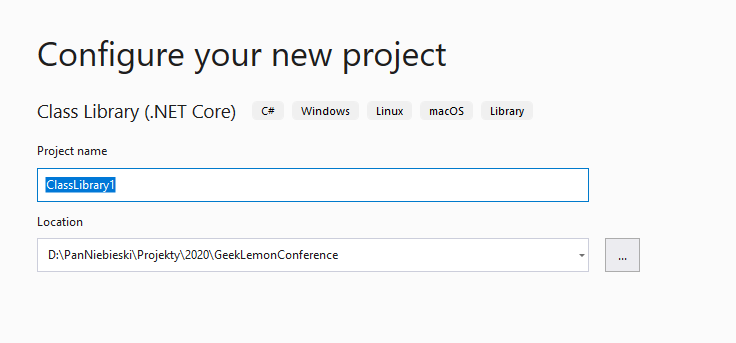 Configure your new project
Class Library (.NET Core) C# Windows Linux macOS Library
Project name
ClassLibrary1
Location
D:\PanNiebieski\Projekty\2020\GeekLemonConference
...